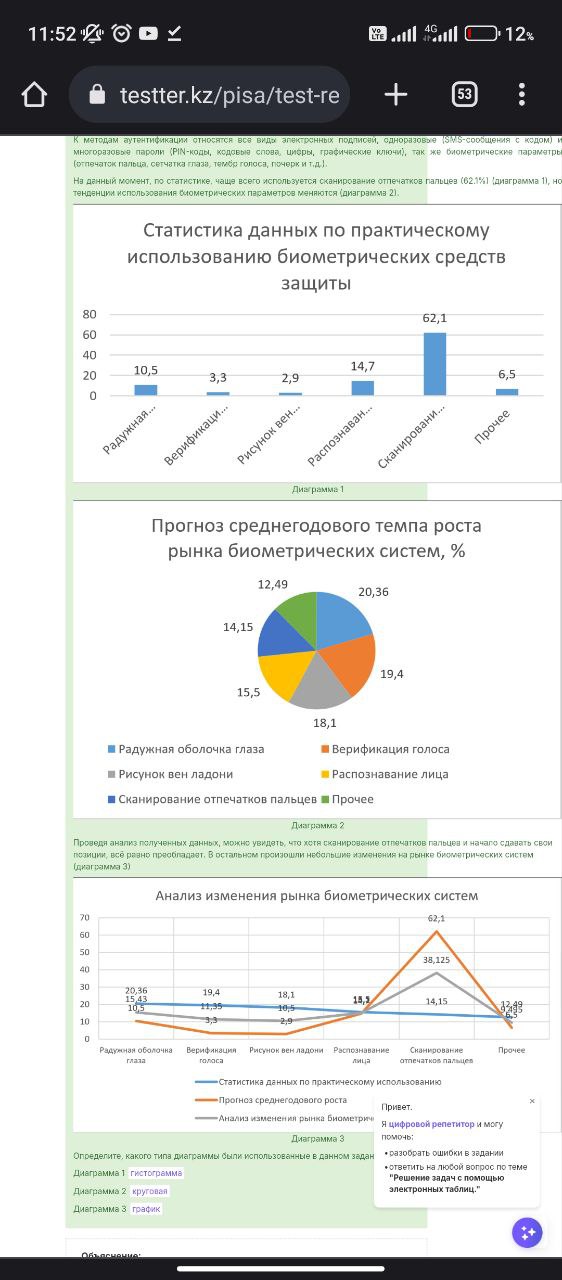 11:52
Vo LTE
4G
12%
testter.kz/pisa/test-re
53
К методам аутентификации относятся все виды электронных подписей, одноразовые (SMS-сообщения с кодом) и
многоразовые пароли (PIN-коды, кодовые слова, цифры, графические ключи), так же биометрические параметры
(отпечаток пальца, сетчатка глаза, тембр голоса, почерк и т.д.).
На данный момент, по статистике, чаще всего используется сканирование отпечатков пальцев (62.1%) (диаграмма 1), но
тенденции использования биометрических параметров меняются (диаграмма 2).
Статистика данных по практическому
использованию биометрических средств
защиты
80
60
40
20
0
10,5
3,3
2,9
14,7
62,1
6,5
Радужная...
Верификаци...
Рисунок вен...
Распознаван...
Сканировани...
Прочее
Диаграмма 1
Прогноз среднегодового темпа роста
рынка биометрических систем, %
12,49
20,36
14,15
19,4
15,5
18,1
Радужная оболочка глаза
Верификация голоса
Рисунок вен ладони
Распознавание лица
Сканирование отпечатков пальцев
Прочее
Диаграмма 2
Проведя анализ полученных данных, можно увидеть, что хотя сканирование отпечатков пальцев и начало сдавать свои
позиции, всё равно преобладает. В остальном произошли небольшие изменения на рынке биометрических систем
(диаграмма 3)
Анализ изменения рынка биометрических систем
70
60
50
40
30
20
10
0
20,36
15,43
10,5
19,4
11,35
3,3
18,1
10,5
2,9
62,1
38,125
14,15
12,49
9,495
6,5
Радужная оболочка
глаза
Верификация
голоса
Рисунок вен ладони
Распознавание
лица
Сканирование
отпечатков пальцев
Прочее
Статистика данных по практическому использованию
Прогноз среднегодового роста
Анализ изменения рынка биометриче
Диаграмма 3
Определите, какого типа диаграммы были использованные в данном задан
Диаграмма 1 гистограмма
Диаграмма 2 круговая
Диаграмма 3 график
Привет.
Я цифровой репетитор и могу
помочь:
• разобрать ошибки в задании
• ответить на любой вопрос по теме
"Решение задач с помощью
электронных таблиц."
Объяснение: